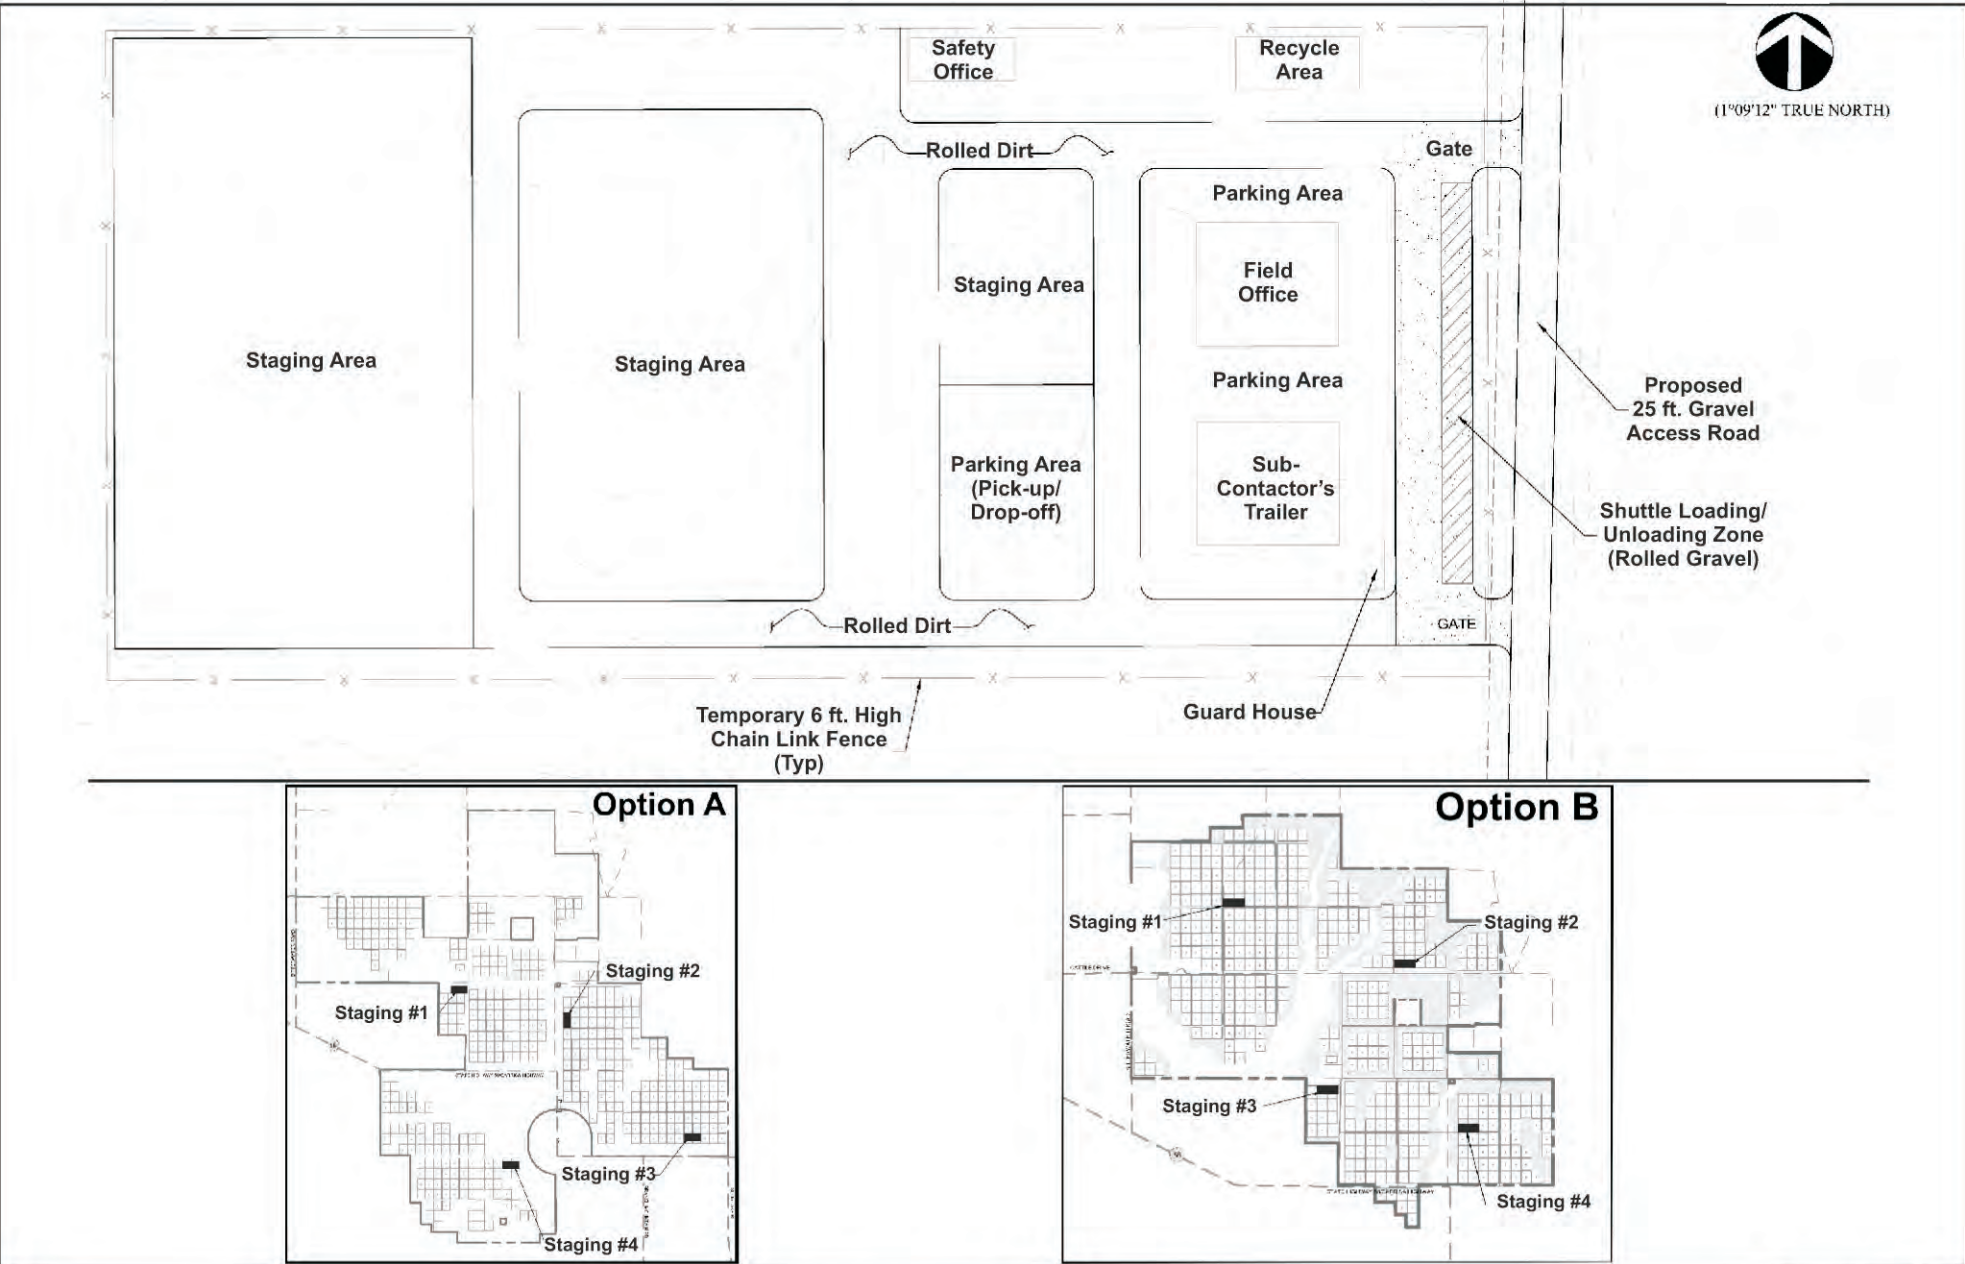 Safety
Office
Recycle
Area
(1°09'12" TRUE NORTH)
Rolled Dirt
Gate
Parking Area
Staging Area
Field
Office
Staging Area
Staging Area
Parking Area
Proposed
25 ft. Gravel
Access Road
Parking Area
(Pick-up/
Drop-off)
Sub-
Contactor's
Trailer
Shuttle Loading/
Unloading Zone
(Rolled Gravel)
Rolled Dirt
GATE
Temporary 6 ft. High
Chain Link Fence
(Typ)
Guard House
Option A
Staging #2
Staging #1
Staging #3
Staging #4
Option B
Staging #1
Staging #2
Staging #3
Staging #4